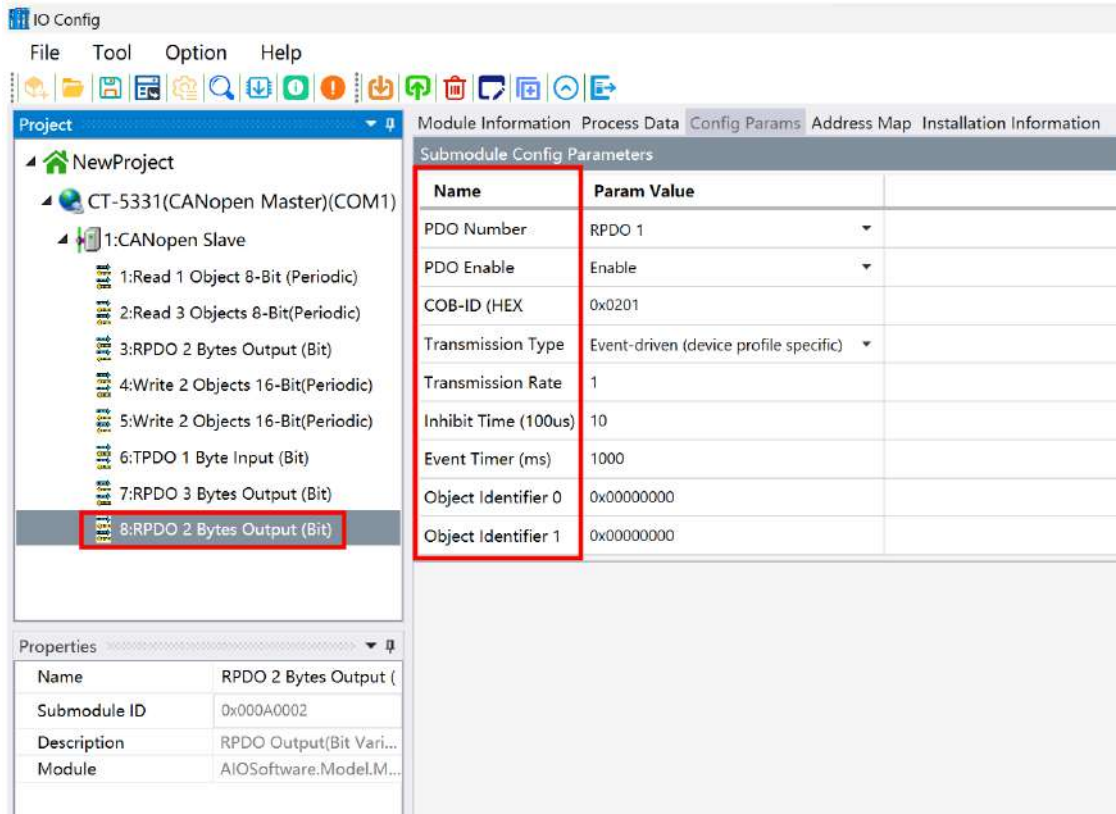 IO Config
File Tool Option Help
Project
NewProject
CT-5331(CANopen Master)(COM1)
1:CANopen Slave
1:Read 1 Object 8-Bit (Periodic)
2:Read 3 Objects 8-Bit(Periodic)
3:RPDO 2 Bytes Output (Bit)
4:Write 2 Objects 16-Bit(Periodic)
5:Write 2 Objects 16-Bit(Periodic)
6:TPDO 1 Byte Input (Bit)
7:RPDO 3 Bytes Output (Bit)
8:RPDO 2 Bytes Output (Bit)
Properties
Name RPDO 2 Bytes Output (
Submodule ID 0x000A0002
Description RPDO Output(Bit Vari...
Module AIOSoftware.Model.M...
Module Information Process Data Config Params Address Map Installation Information
Submodule Config Parameters
Name Param Value
PDO Number RPDO 1
PDO Enable Enable
COB-ID (HEX 0x0201
Transmission Type Event-driven (device profile specific)
Transmission Rate 1
Inhibit Time (100us) 10
Event Timer (ms) 1000
Object Identifier 0 0x00000000
Object Identifier 1 0x00000000